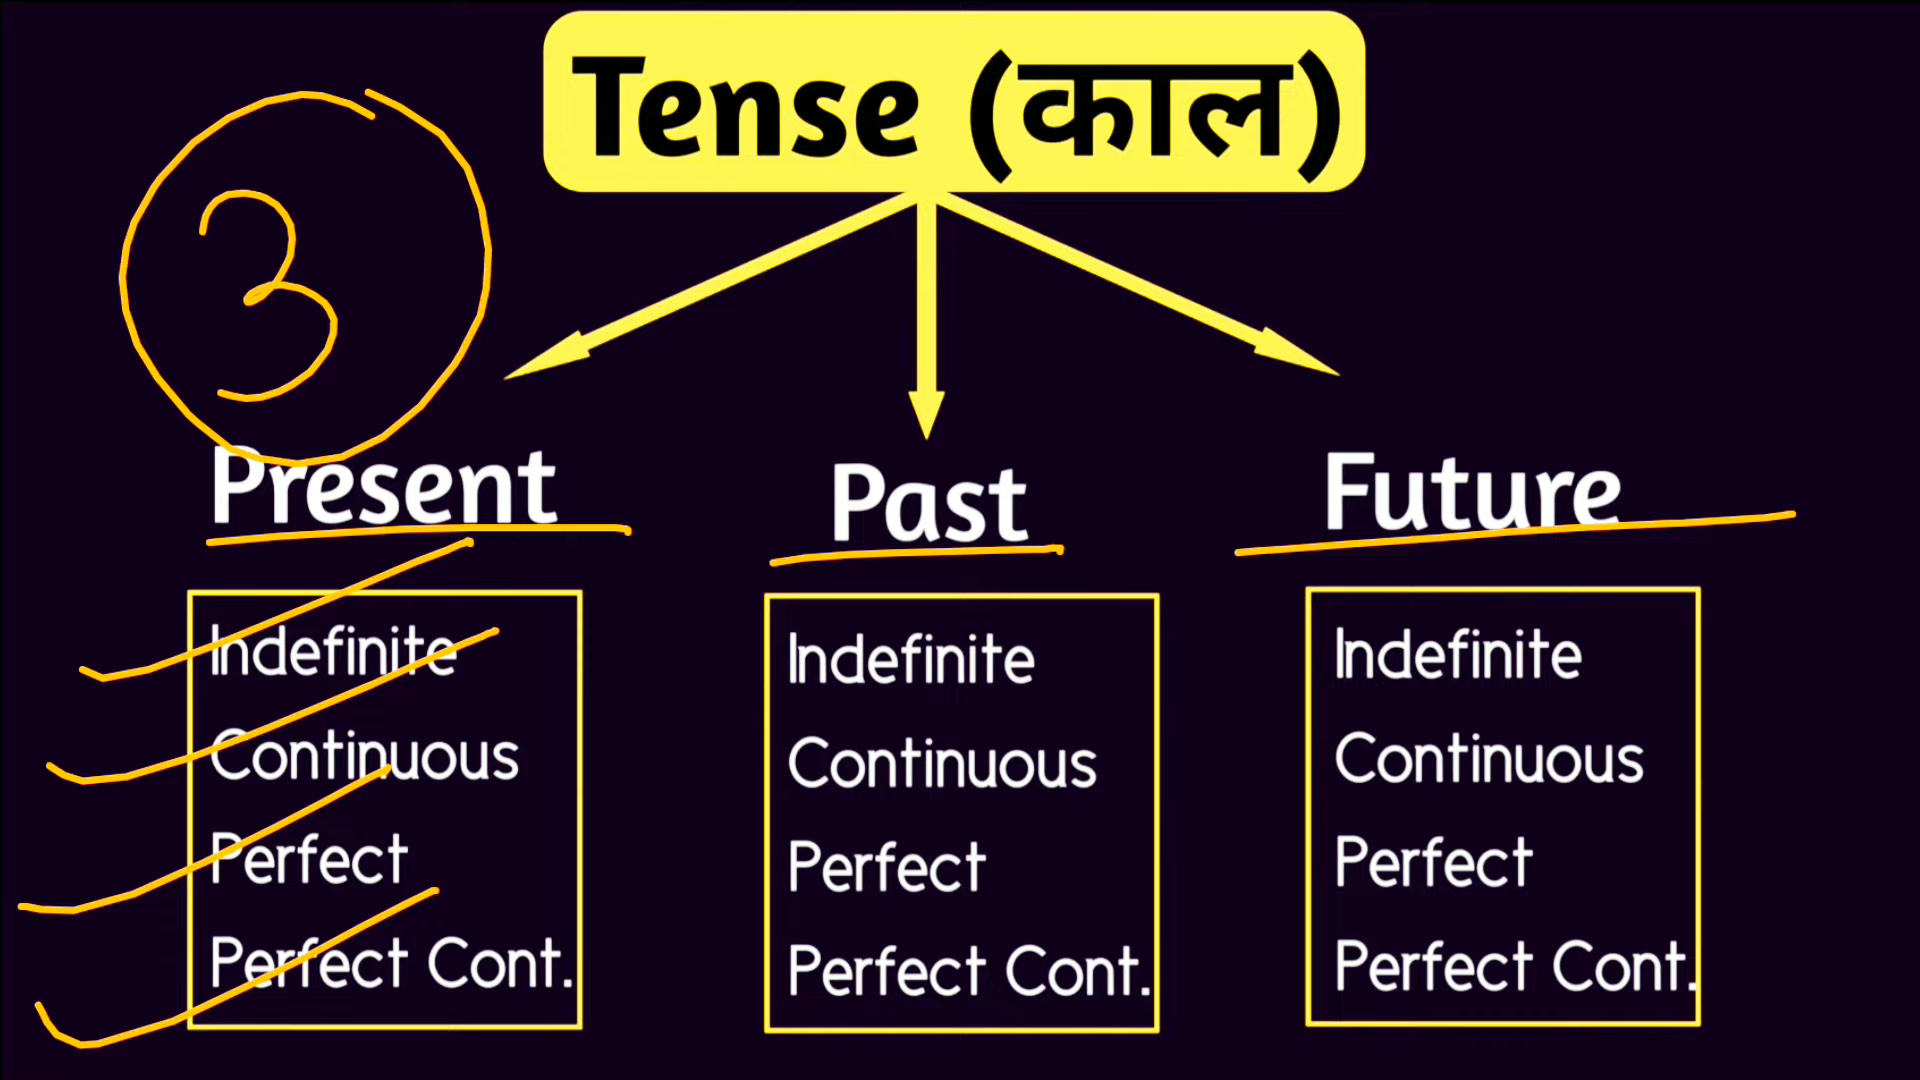 Tense (काल)
3
Present
Past
Future
Indefinite
Continuous
Perfect
Perfect Cont.
Indefinite
Continuous
Perfect
Perfect Cont.
Indefinite
Continuous
Perfect
Perfect Cont.